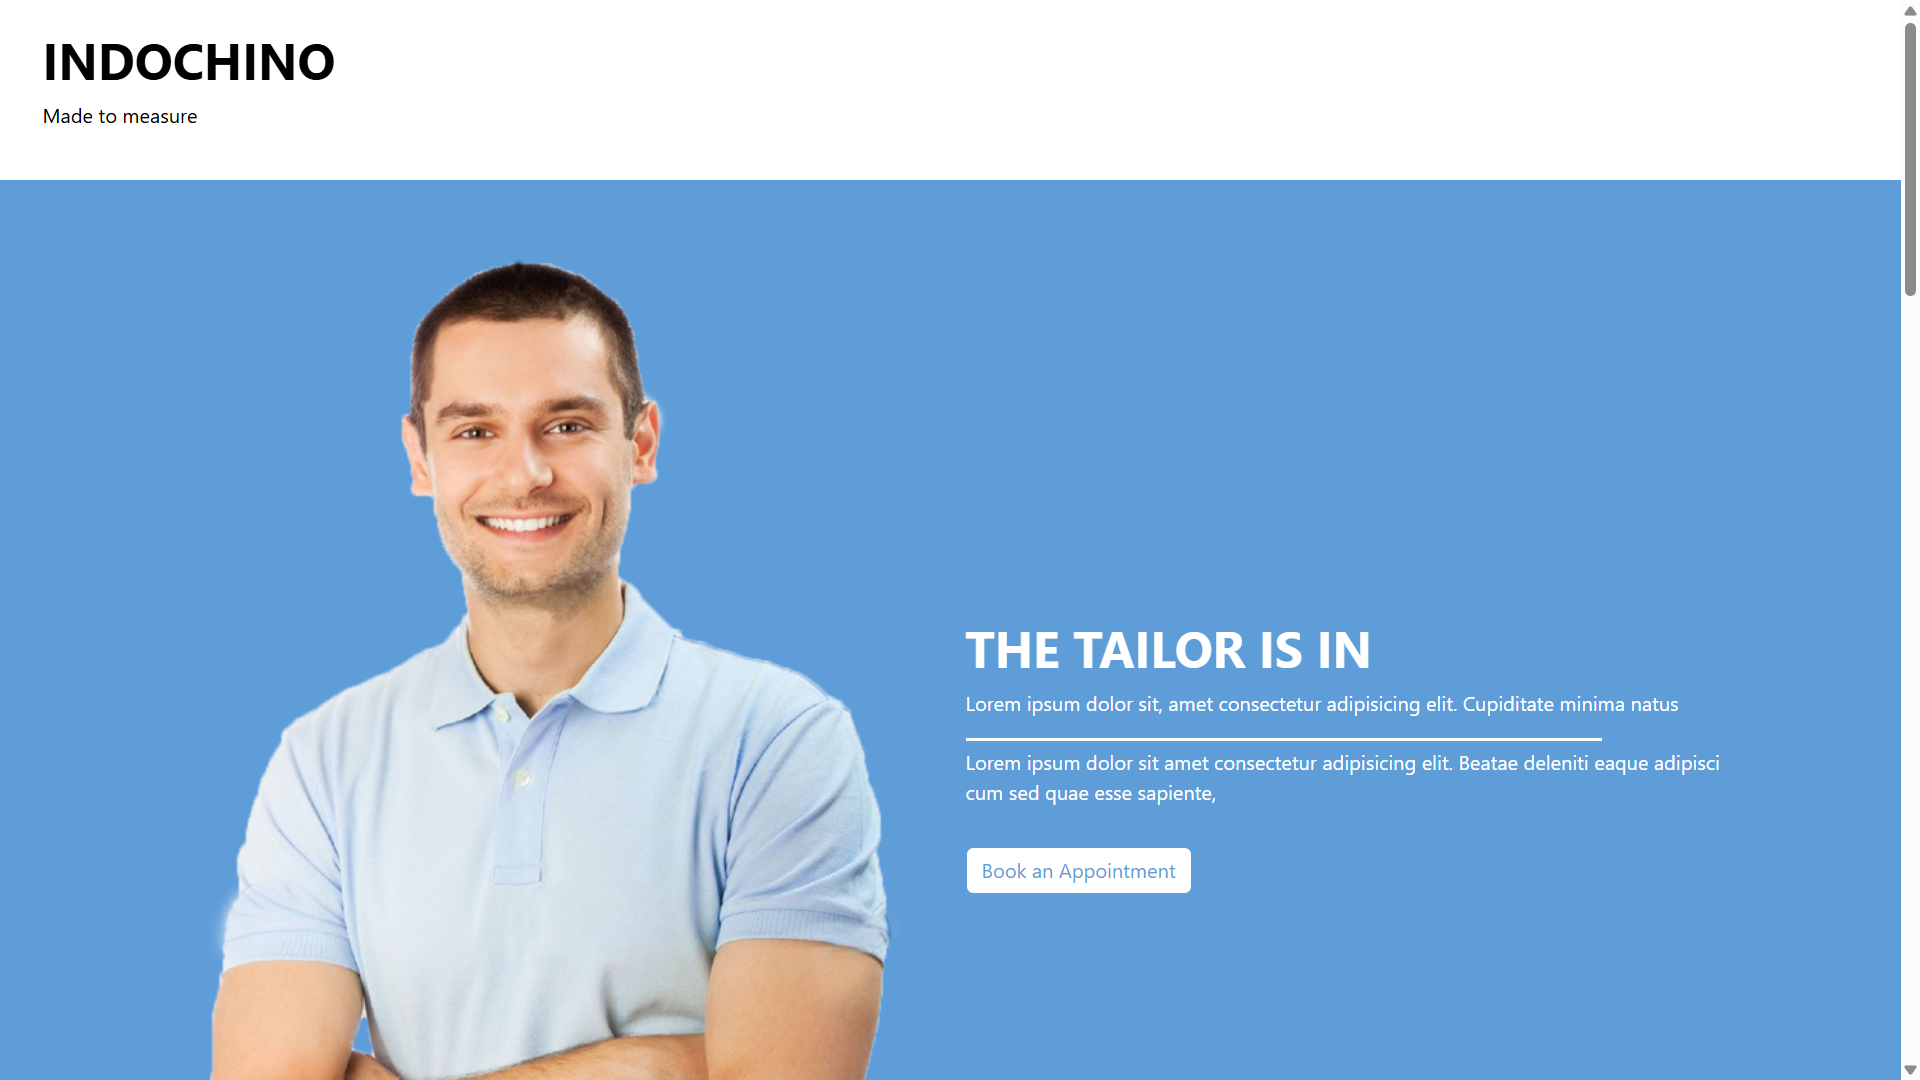 INDOCHINO
Made to measure
THE TAILOR IS IN
Lorem ipsum dolor sit, amet consectetur adipisicing elit. Cupiditate minima natus
Lorem ipsum dolor sit amet consectetur adipisicing elit. Beatae deleniti eaque adipisci
cum sed quae esse sapiente,
Book an Appointment